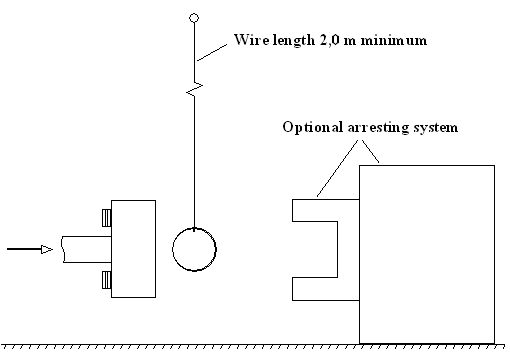 Wire length 2,0 m minimum
Optional arresting system